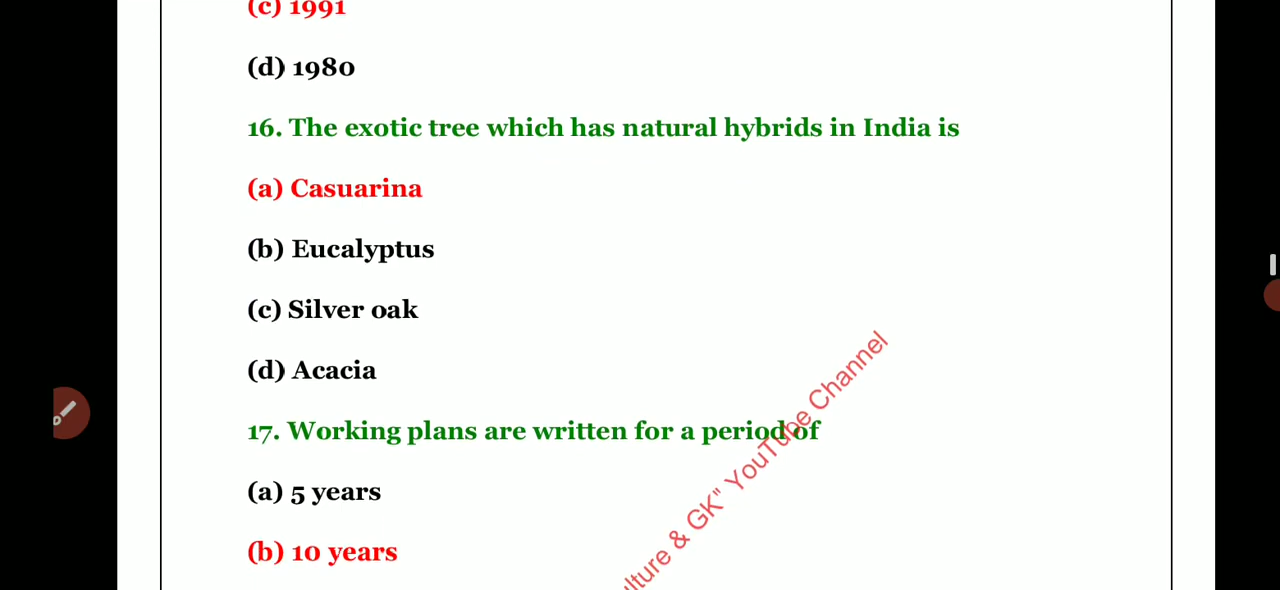 (c) 1991
(d) 1980
16. The exotic tree which has natural hybrids in India is
(a) Casuarina
(b) Eucalyptus
(c) Silver oak
(d) Acacia
17. Working plans are written for a period of
(a) 5 years
(b) 10 years
lture & GK" YouTube Channel